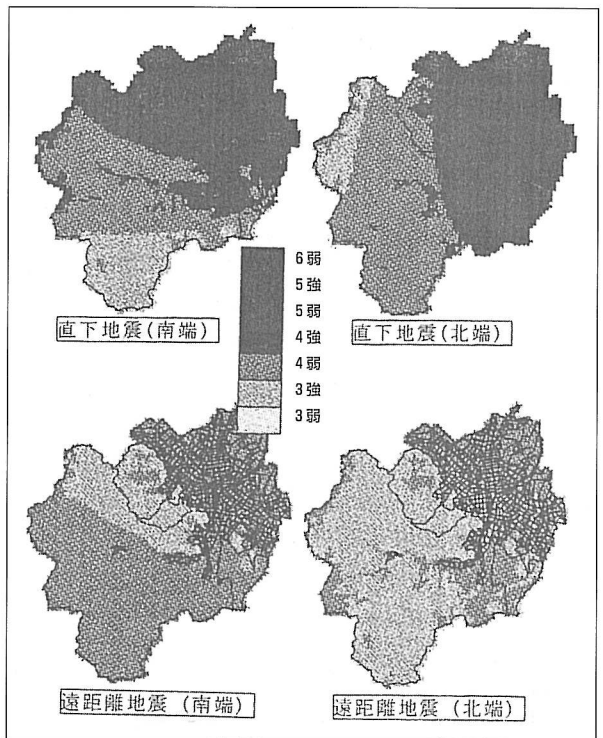 6弱
5強
5弱
4強
4弱
3強
3弱
直下地震(南端)
直下地震(北端)
遠距離地震(南端)
遠距離地震(北端)